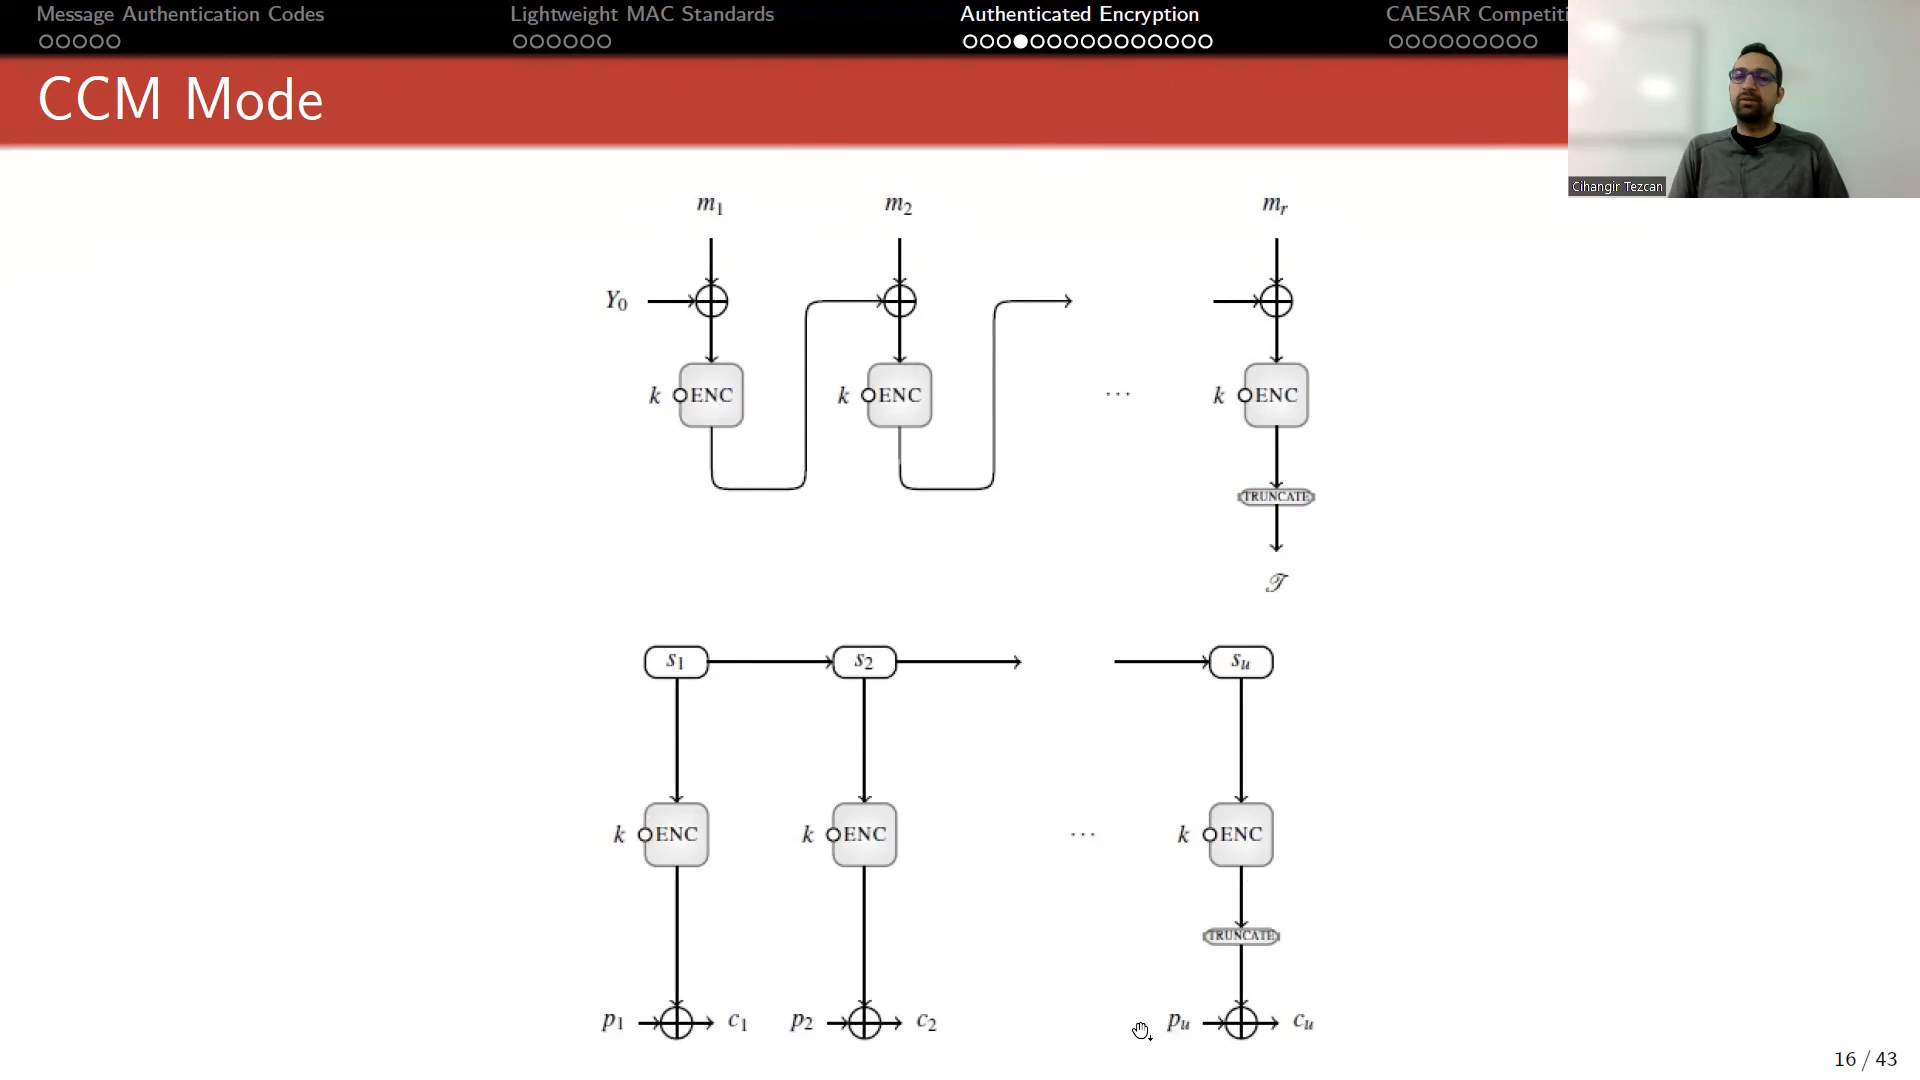 Message Authentication Codes
Lightweight MAC Standards
Authenticated Encryption
CAESAR Competiti
CCM Mode
Cihangir Tezcan
m1 m2 mr
Y0
k ENC k ENC ... k ENC
TRUNCATE
𝒯
s1 s2 su
k ENC k ENC ... k ENC
TRUNCATE
p1 c1 p2 c2 pu cu
16 / 43